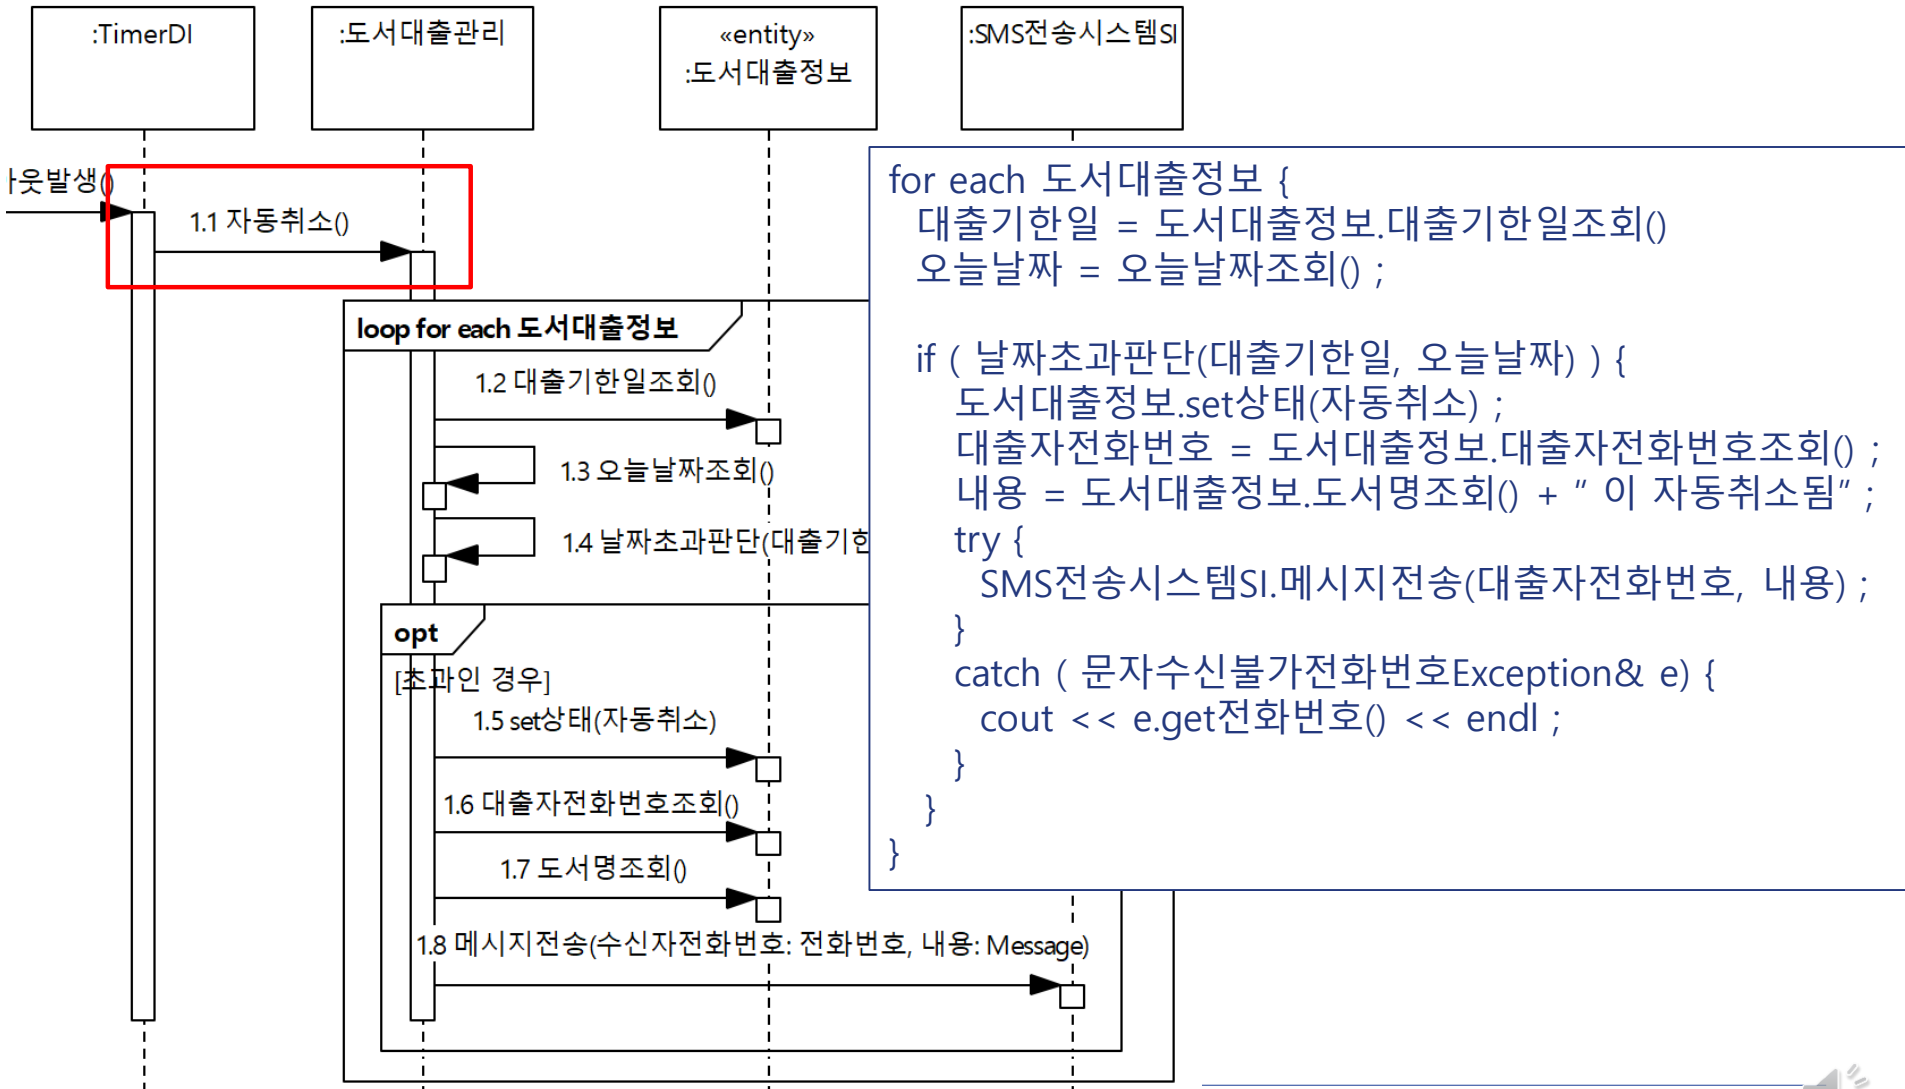 :TimerDI
:도서대출관리
«entity»
:도서대출정보
:SMS전송시스템SI
웃발생()
1.1 자동취소()
loop for each 도서대출정보
1.2 대출기한일조회()
1.3 오늘날짜조회()
1.4 날짜초과판단(대출기한
opt
[초과인 경우]
1.5 set상태(자동취소)
1.6 대출자전화번호조회()
1.7 도서명조회()
1.8 메시지전송(수신자전화번호: 전화번호, 내용: Message)
for each 도서대출정보 {
대출기한일 = 도서대출정보.대출기한일조회()
오늘날짜 = 오늘날짜조회() ;
if ( 날짜초과판단(대출기한일, 오늘날짜) ) {
도서대출정보.set상태(자동취소) ;
대출자전화번호 = 도서대출정보.대출자전화번호조회() ;
내용 = 도서대출정보.도서명조회() + “ 이 자동취소됨” ;
try {
SMS전송시스템SI.메시지전송(대출자전화번호, 내용) ;
}
catch ( 문자수신불가전화번호Exception& e) {
cout << e.get전화번호() << endl ;
}
}
}